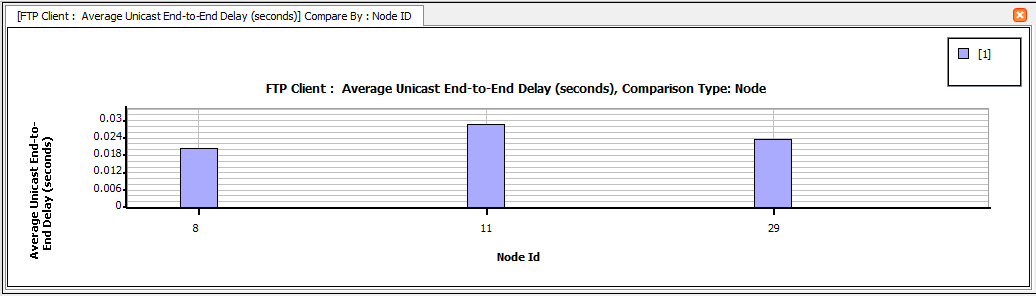 [FTP Client :  Average Unicast End-to-End Delay (seconds)] Compare By : Node ID
[1]
FTP Client :  Average Unicast End-to-End Delay (seconds), Comparison Type: Node
Average Unicast End-to-
End Delay (seconds)
0.03
0.024
0.018
0.012
0.006
0
8
11
29
Node Id